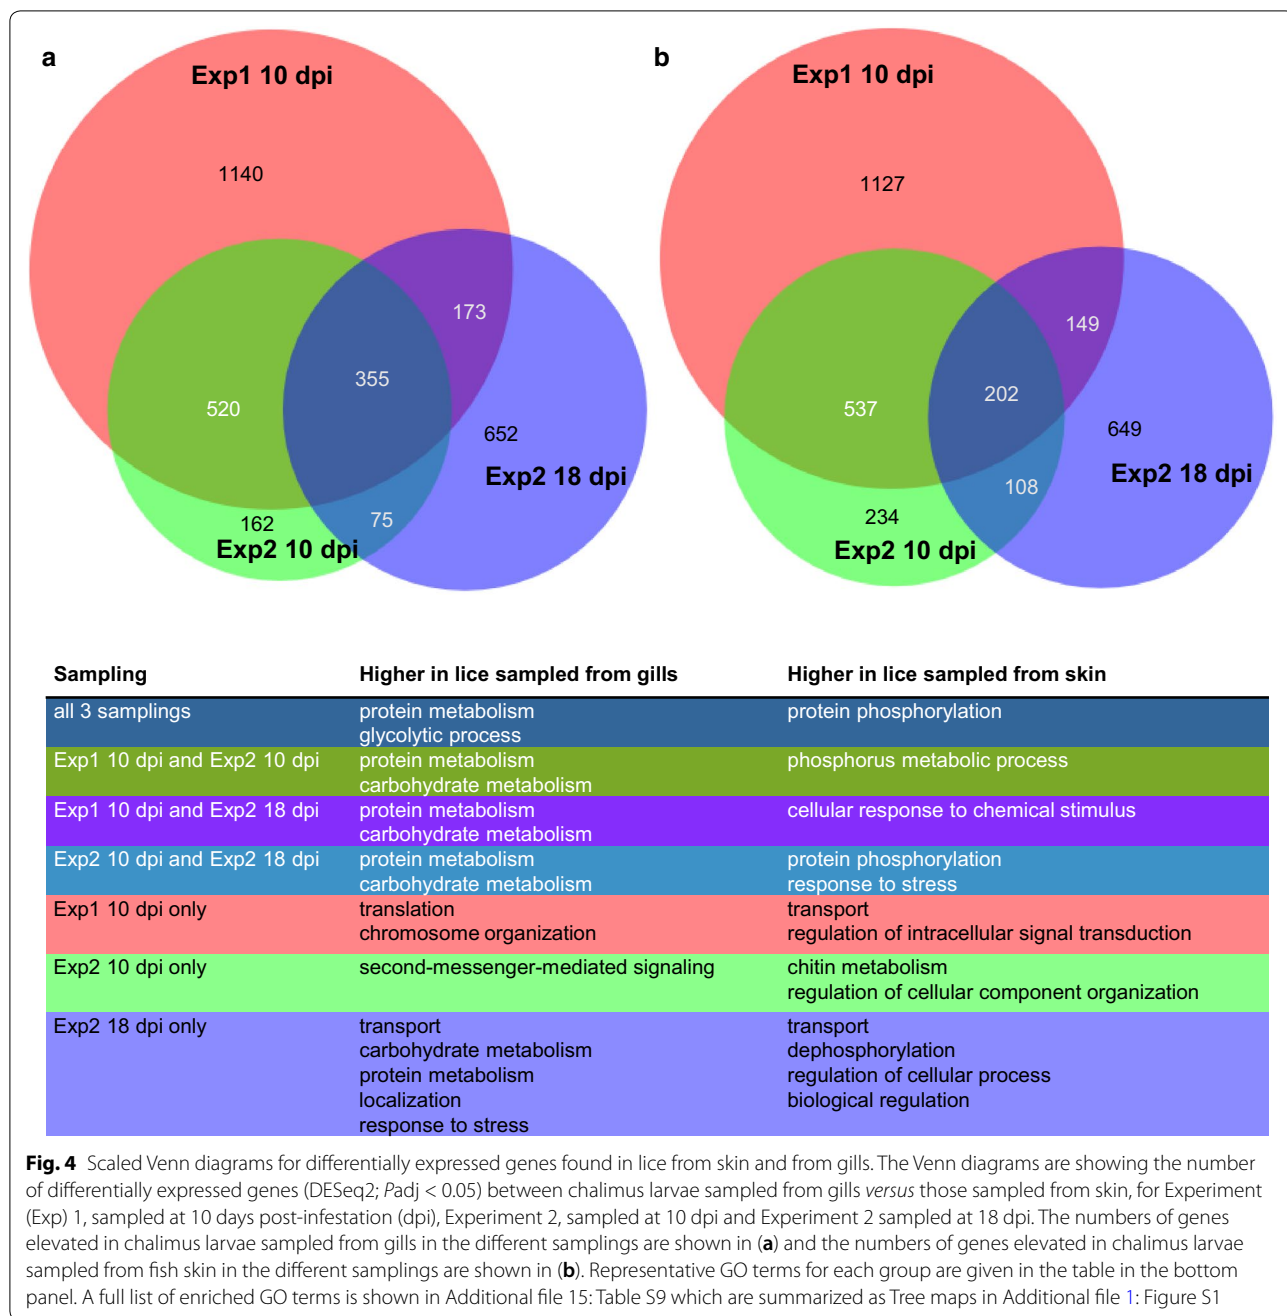 a
Exp1 10 dpi
1140
173
355
520
652
Exp2 18 dpi
162
75
Exp2 10 dpi
b
Exp1 10 dpi
1127
149
202
537
649
Exp2 18 dpi
108
234
Exp2 10 dpi
Sampling Higher in lice sampled from gills Higher in lice sampled from skin
all 3 samplings protein metabolism protein phosphorylation
glycolytic process
Exp1 10 dpi and Exp2 10 dpi protein metabolism phosphorus metabolic process
carbohydrate metabolism
Exp1 10 dpi and Exp2 18 dpi protein metabolism cellular response to chemical stimulus
carbohydrate metabolism
Exp2 10 dpi and Exp2 18 dpi protein metabolism protein phosphorylation
carbohydrate metabolism response to stress
Exp1 10 dpi only translation transport
chromosome organization regulation of intracellular signal transduction
Exp2 10 dpi only second-messenger-mediated signaling chitin metabolism
regulation of cellular component organization
Exp2 18 dpi only transport transport
carbohydrate metabolism dephosphorylation
protein metabolism regulation of cellular process
localization biological regulation
response to stress
Fig. 4 Scaled Venn diagrams for differentially expressed genes found in lice from skin and from gills. The Venn diagrams are showing the number
of differentially expressed genes (DESeq2; Padj < 0.05) between chalimus larvae sampled from gills versus those sampled from skin, for Experiment
(Exp) 1, sampled at 10 days post-infestation (dpi), Experiment 2, sampled at 10 dpi and Experiment 2 sampled at 18 dpi. The numbers of genes
elevated in chalimus larvae sampled from gills in the different samplings are shown in (a) and the numbers of genes elevated in chalimus larvae
sampled from fish skin in the different samplings are shown in (b). Representative GO terms for each group are given in the table in the bottom
panel. A full list of enriched GO terms is shown in Additional file 15: Table S9 which are summarized as Tree maps in Additional file 1: Figure S1